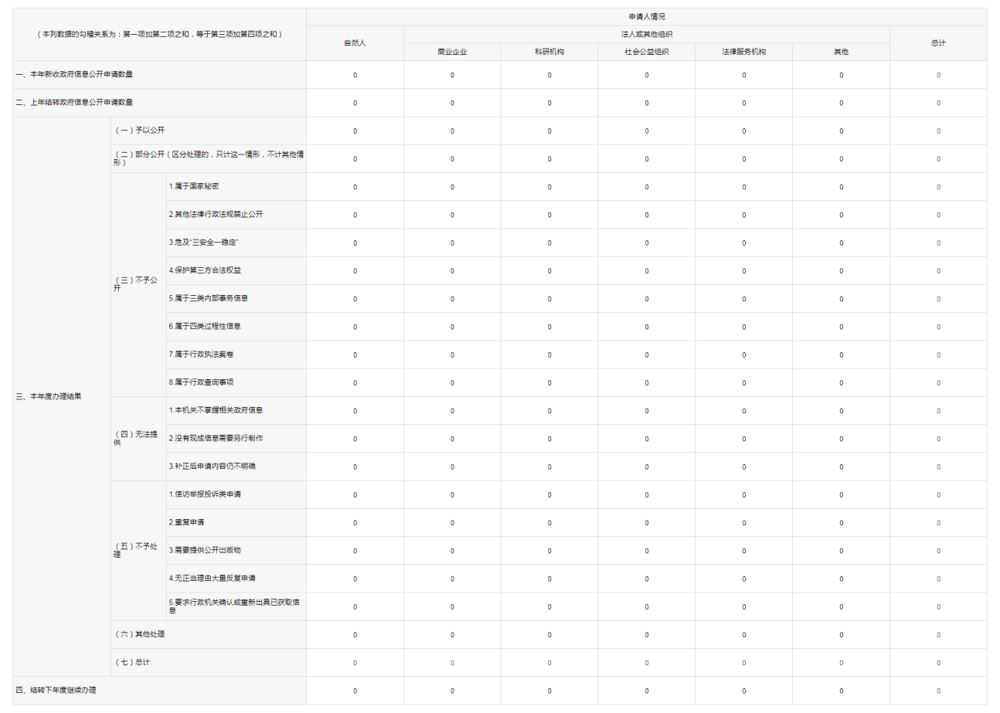 （本列数据的勾稽关系为：第一项加第二项之和，等于第三项加第四项之和）
申请人情况
自然人
法人或其他组织
总计
商业企业
科研机构
社会公益组织
法律服务机构
其他
一、本年新收政府信息公开申请数量 0 0 0 0 0 0 0
二、上年结转政府信息公开申请数量 0 0 0 0 0 0 0
三、本年度办理结果
（一）予以公开 0 0 0 0 0 0 0
（二）部分公开（区分处理的，只计这一情形，不计其他情
形） 0 0 0 0 0 0 0
（三）不予公
开
1.属于国家秘密 0 0 0 0 0 0 0
2.其他法律行政法规禁止公开 0 0 0 0 0 0 0
3.危及“三安全一稳定” 0 0 0 0 0 0 0
4.保护第三方合法权益 0 0 0 0 0 0 0
5.属于三类内部事务信息 0 0 0 0 0 0 0
6.属于四类过程性信息 0 0 0 0 0 0 0
7.属于行政执法案卷 0 0 0 0 0 0 0
8.属于行政查询事项 0 0 0 0 0 0 0
（四）无法提
供
1.本机关不掌握相关政府信息 0 0 0 0 0 0 0
2.没有现成信息需要另行制作 0 0 0 0 0 0 0
3.补正后申请内容仍不明确 0 0 0 0 0 0 0
（五）不予处
理
1.信访举报投诉类申请 0 0 0 0 0 0 0
2.重复申请 0 0 0 0 0 0 0
3.需要提供公开出版物 0 0 0 0 0 0 0
4.无正当理由大量反复申请 0 0 0 0 0 0 0
5.要求行政机关确认或重新出具已获取信
息 0 0 0 0 0 0 0
（六）其他处理 0 0 0 0 0 0 0
（七）总计 0 0 0 0 0 0 0
四、结转下年度继续办理 0 0 0 0 0 0 0